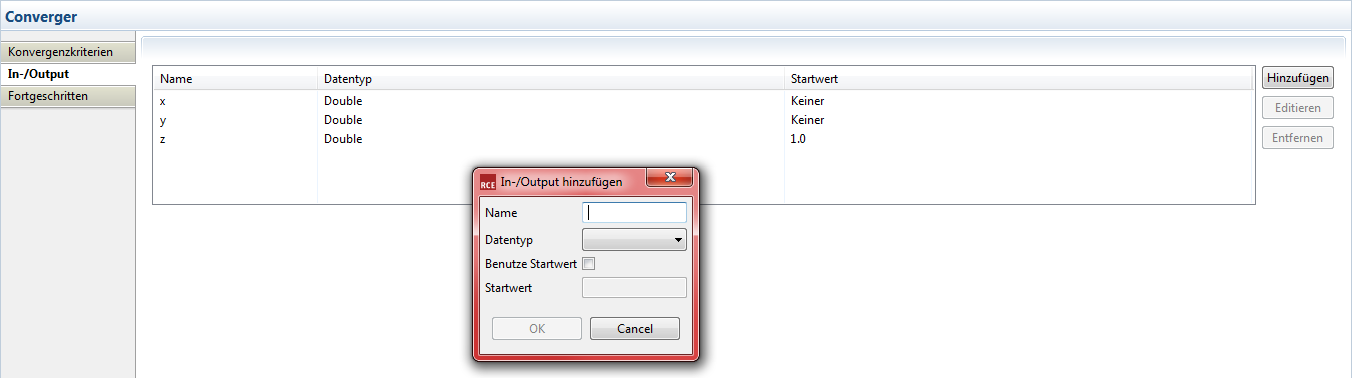 Converger
Konvergenzkriterien
In-/Output
Fortgeschritten
Name Datentyp Startwert
x Double Keiner
y Double Keiner
z Double 1.0
Hinzufügen
Editieren
Entfernen
RCE In-/Output hinzufügen
Name
Datentyp
Benutze Startwert
Startwert
OK Cancel